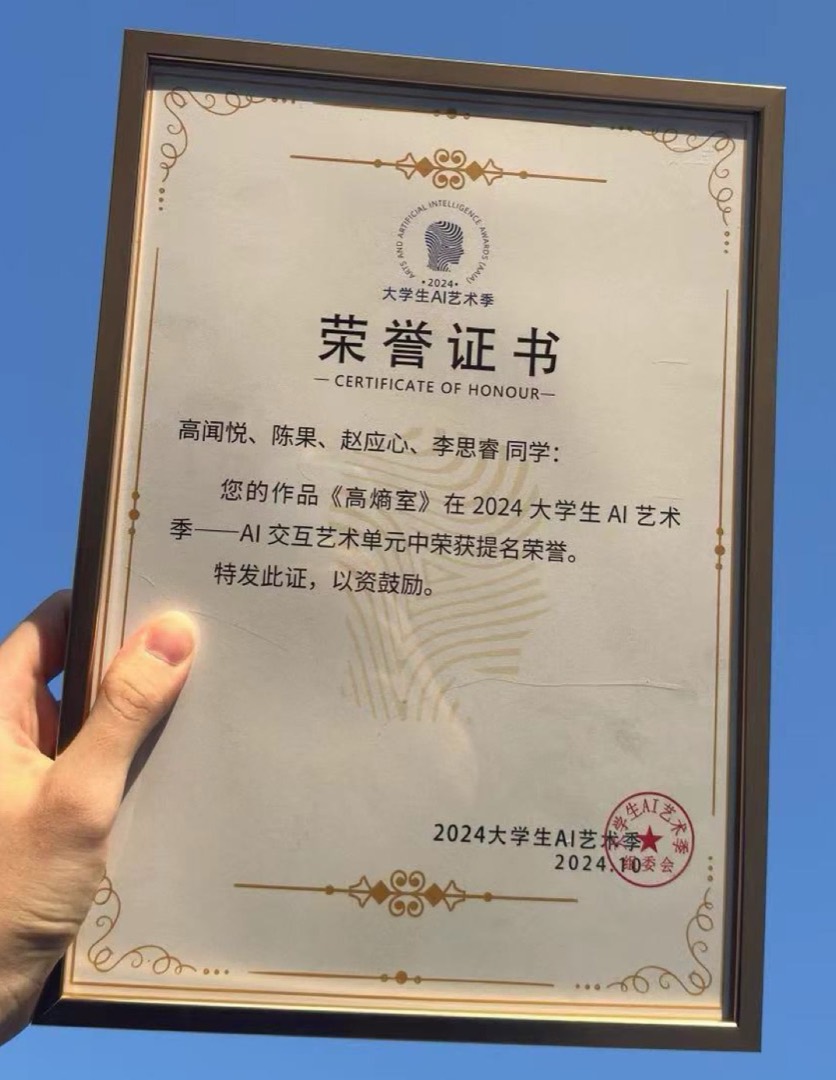 ARTS AND ARTIFICIAL INTELLIGENCE AWARDS (AAIA)
•2024•
大学生AI艺术季
荣誉证书
— CERTIFICATE OF HONOUR—
高闻悦、陈果、赵应心、李思睿 同学：
您的作品《高熵室》在 2024 大学生 AI 艺术
季——AI 交互艺术单元中荣获提名荣誉。
特发此证，以资鼓励。
2024大学生AI艺术季
2024.10
大学生AI艺术季
组委会